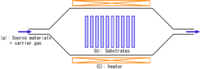 (a): Source materials
+ carrier gas
(b): Substrates
(C): Heater